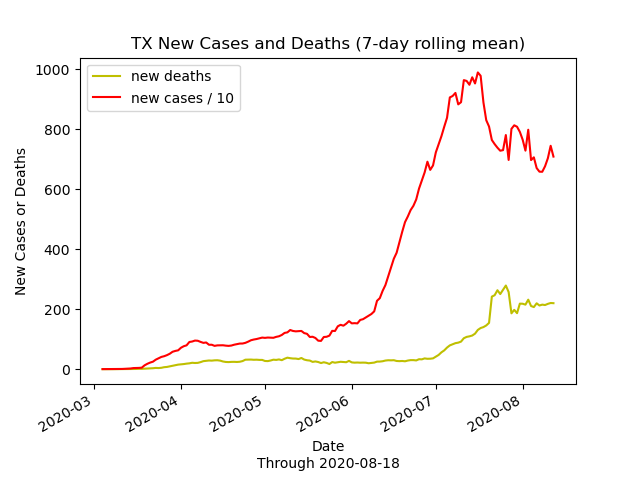 TX New Cases and Deaths (7-day rolling mean)
new deaths
new cases / 10
1000
800
600
400
200
0
New Cases or Deaths
2020-03
2020-04
2020-05
2020-06
2020-07
2020-08
Date
Through 2020-08-18